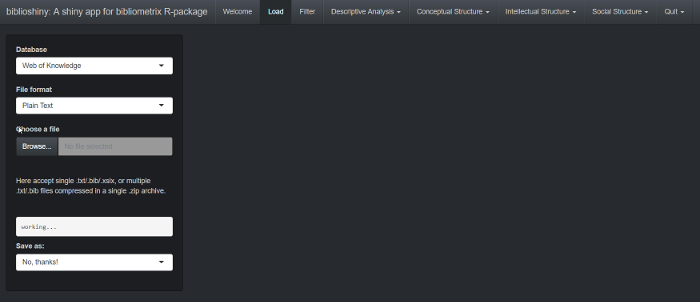 biblioshiny: A shiny app for bibliometrix R-package Welcome Load Filter Descriptive Analysis Conceptual Structure Intellectual Structure Social Structure Quit
Database
Web of Knowledge
File format
Plain Text
Choose a file
Browse... No file selected
Here accept single .txt/.bib/.xslx, or multiple
.txt/.bib files compressed in a single .zip archive.
working...
Save as:
No, thanks!